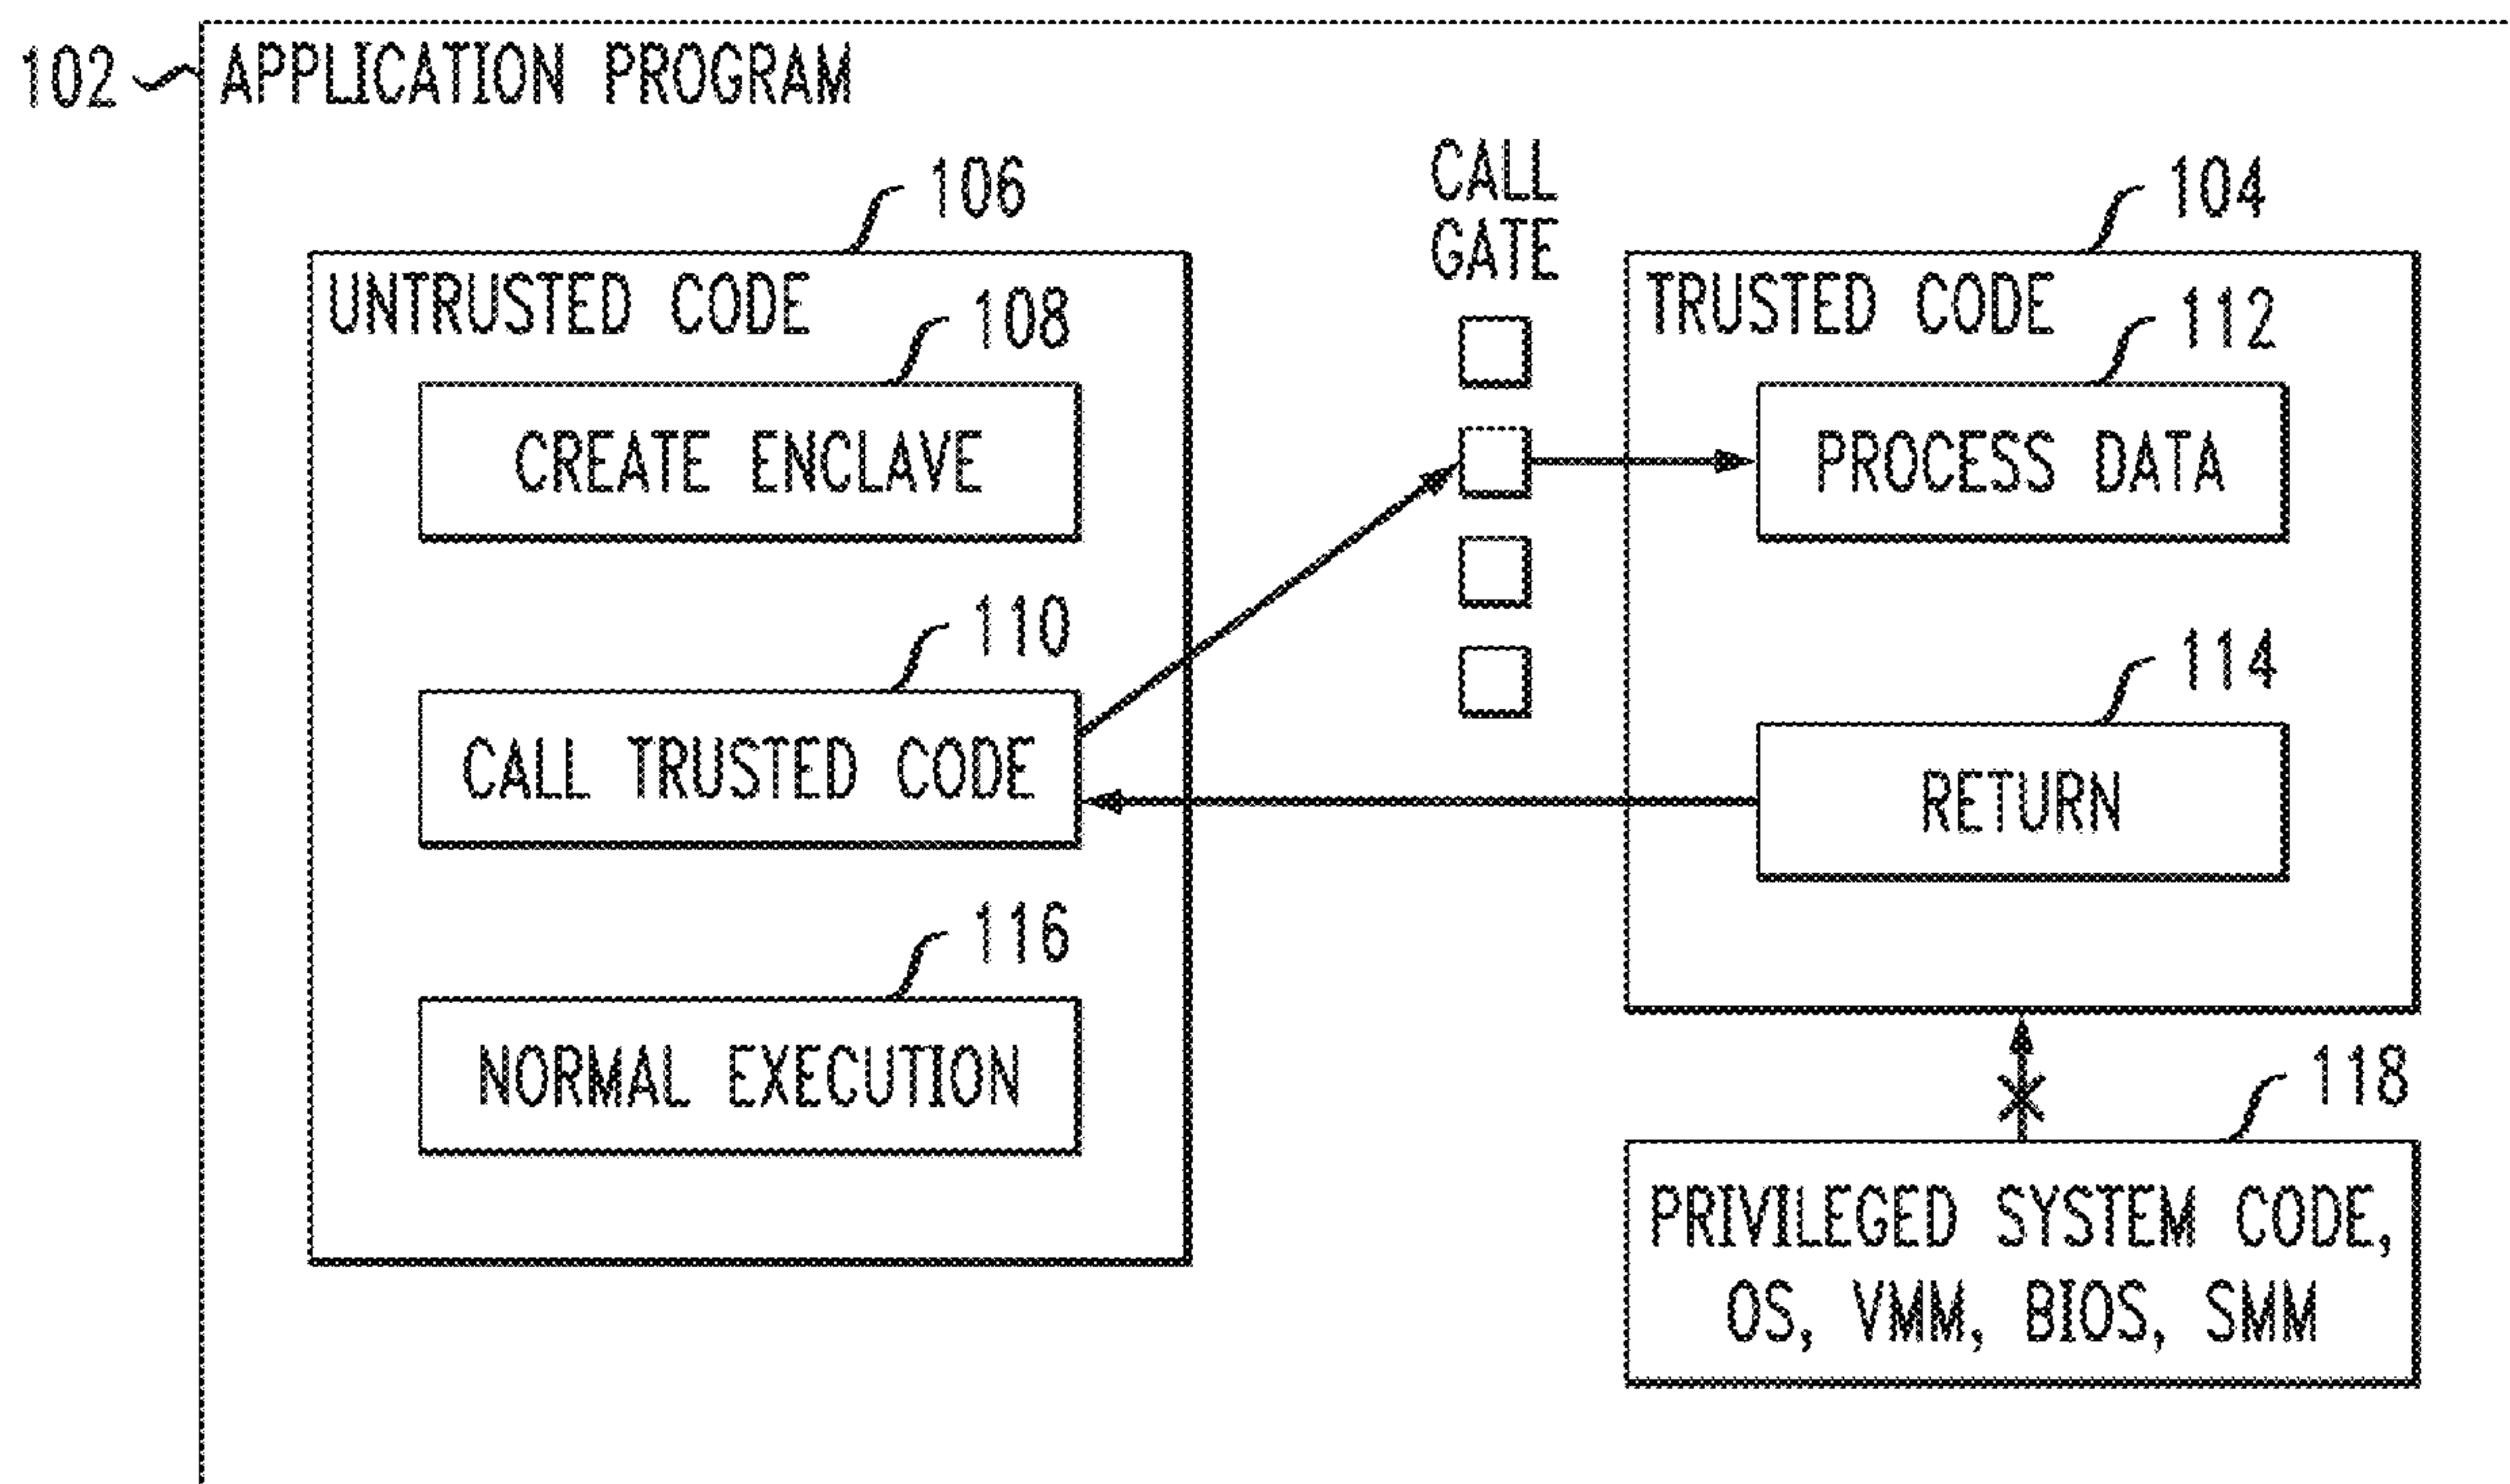 102 APPLICATION PROGRAM
106
UNTRUSTED CODE
108
CREATE ENCLAVE
110
CALL TRUSTED CODE
116
NORMAL EXECUTION
CALL
GATE
104
TRUSTED CODE
112
PROCESS DATA
114
RETURN
118
PRIVILEGED SYSTEM CODE,
OS, VMM, BIOS, SMM